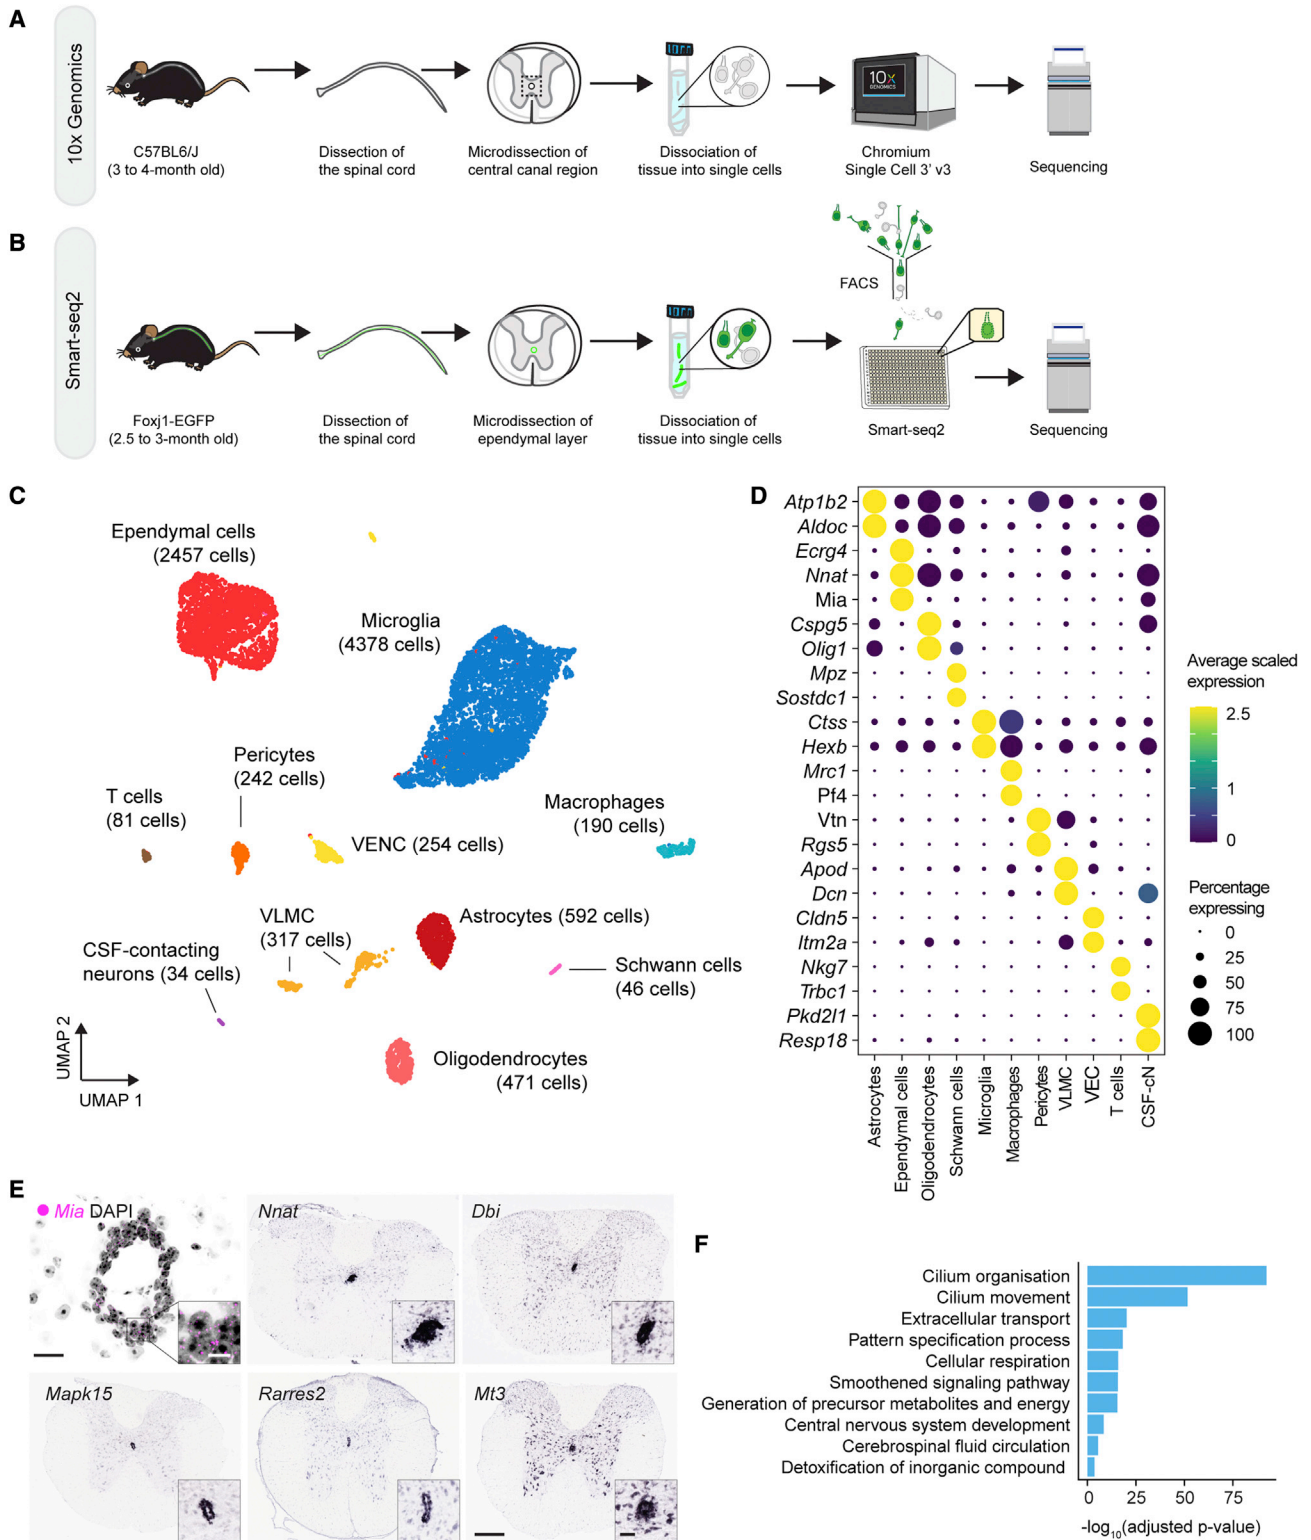 A
10x Genomics
C57BL6/J
(3 to 4-month old)
Dissection of
the spinal cord
Microdissection of
central canal region
Dissociation of
tissue into single cells
10X
GENOMICS
Chromium
Single Cell 3' v3
Sequencing
B
Smart-seq2
Foxj1-EGFP
(2.5 to 3-month old)
Dissection of
the spinal cord
Microdissection of
ependymal layer
Dissociation of
tissue into single cells
FACS
Smart-seq2
Sequencing
C
Ependymal cells
(2457 cells)
Microglia
(4378 cells)
Pericytes
(242 cells)
T cells
(81 cells)
VENC (254 cells)
Macrophages
(190 cells)
VLMC
(317 cells)
Astrocytes (592 cells)
CSF-contacting
neurons (34 cells)
Schwann cells
(46 cells)
Oligodendrocytes
(471 cells)
UMAP 2
UMAP 1
D
Atp1b2
Aldoc
Ecrg4
Nnat
Mia
Cspg5
Olig1
Mpz
Sostdc1
Ctss
Hexb
Mrc1
Pf4
Vtn
Rgs5
Apod
Dcn
Cldn5
Itm2a
Nkg7
Trbc1
Pkd2l1
Resp18
Astrocytes
Ependymal cells
Oligodendrocytes
Schwann cells
Microglia
Macrophages
Pericytes
VLMC
VEC
T cells
CSF-cN
Average scaled
expression
2.5
1
0
Percentage
expressing
0
25
50
75
100
E
Mia DAPI
Nnat
Dbi
Mapk15
Rarres2
Mt3
F
Cilium organisation
Cilium movement
Extracellular transport
Pattern specification process
Cellular respiration
Smoothened signaling pathway
Generation of precursor metabolites and energy
Central nervous system development
Cerebrospinal fluid circulation
Detoxification of inorganic compound
0 25 50 75
-log10(adjusted p-value)